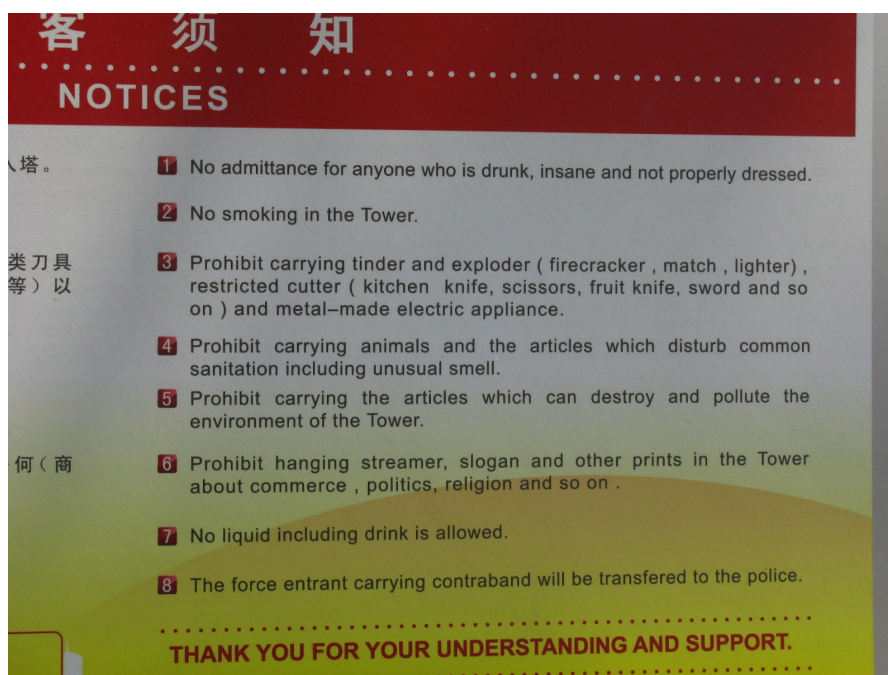 客须知
NOTICES
入塔。
类刀具
等）以
何（商
1 No admittance for anyone who is drunk, insane and not properly dressed.
2 No smoking in the Tower.
3 Prohibit carrying tinder and exploder ( firecracker , match , lighter) ,
restricted cutter ( kitchen knife, scissors, fruit knife, sword and so
on ) and metal–made electric appliance.
4 Prohibit carrying animals and the articles which disturb common
sanitation including unusual smell.
5 Prohibit carrying the articles which can destroy and pollute the
environment of the Tower.
6 Prohibit hanging streamer, slogan and other prints in the Tower
about commerce , politics, religion and so on .
7 No liquid including drink is allowed.
8 The force entrant carrying contraband will be transfered to the police.
THANK YOU FOR YOUR UNDERSTANDING AND SUPPORT.